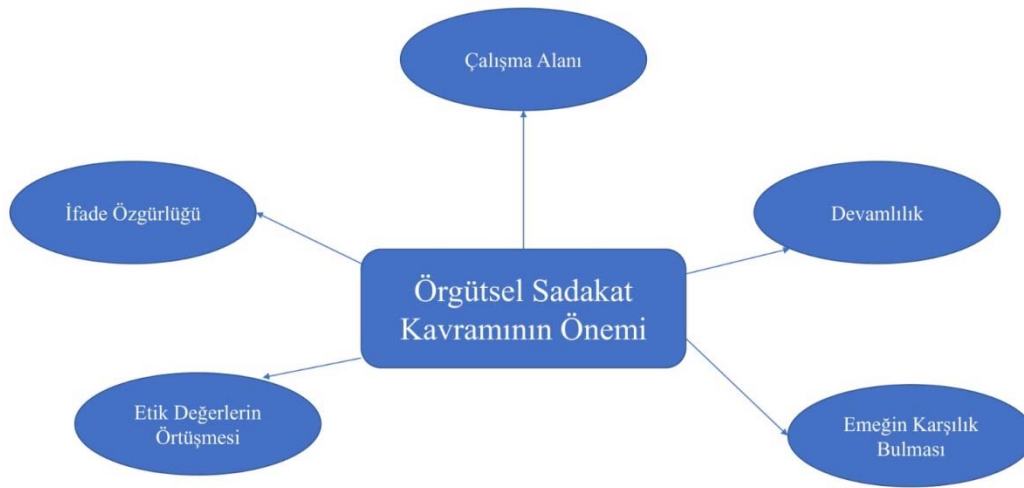 Çalışma Alanı
İfade Özgürlüğü
Devamlılık
Örgütsel Sadakat
Kavramının Önemi
Etik Değerlerin
Örtüşmesi
Emeğin Karşılık
Bulması